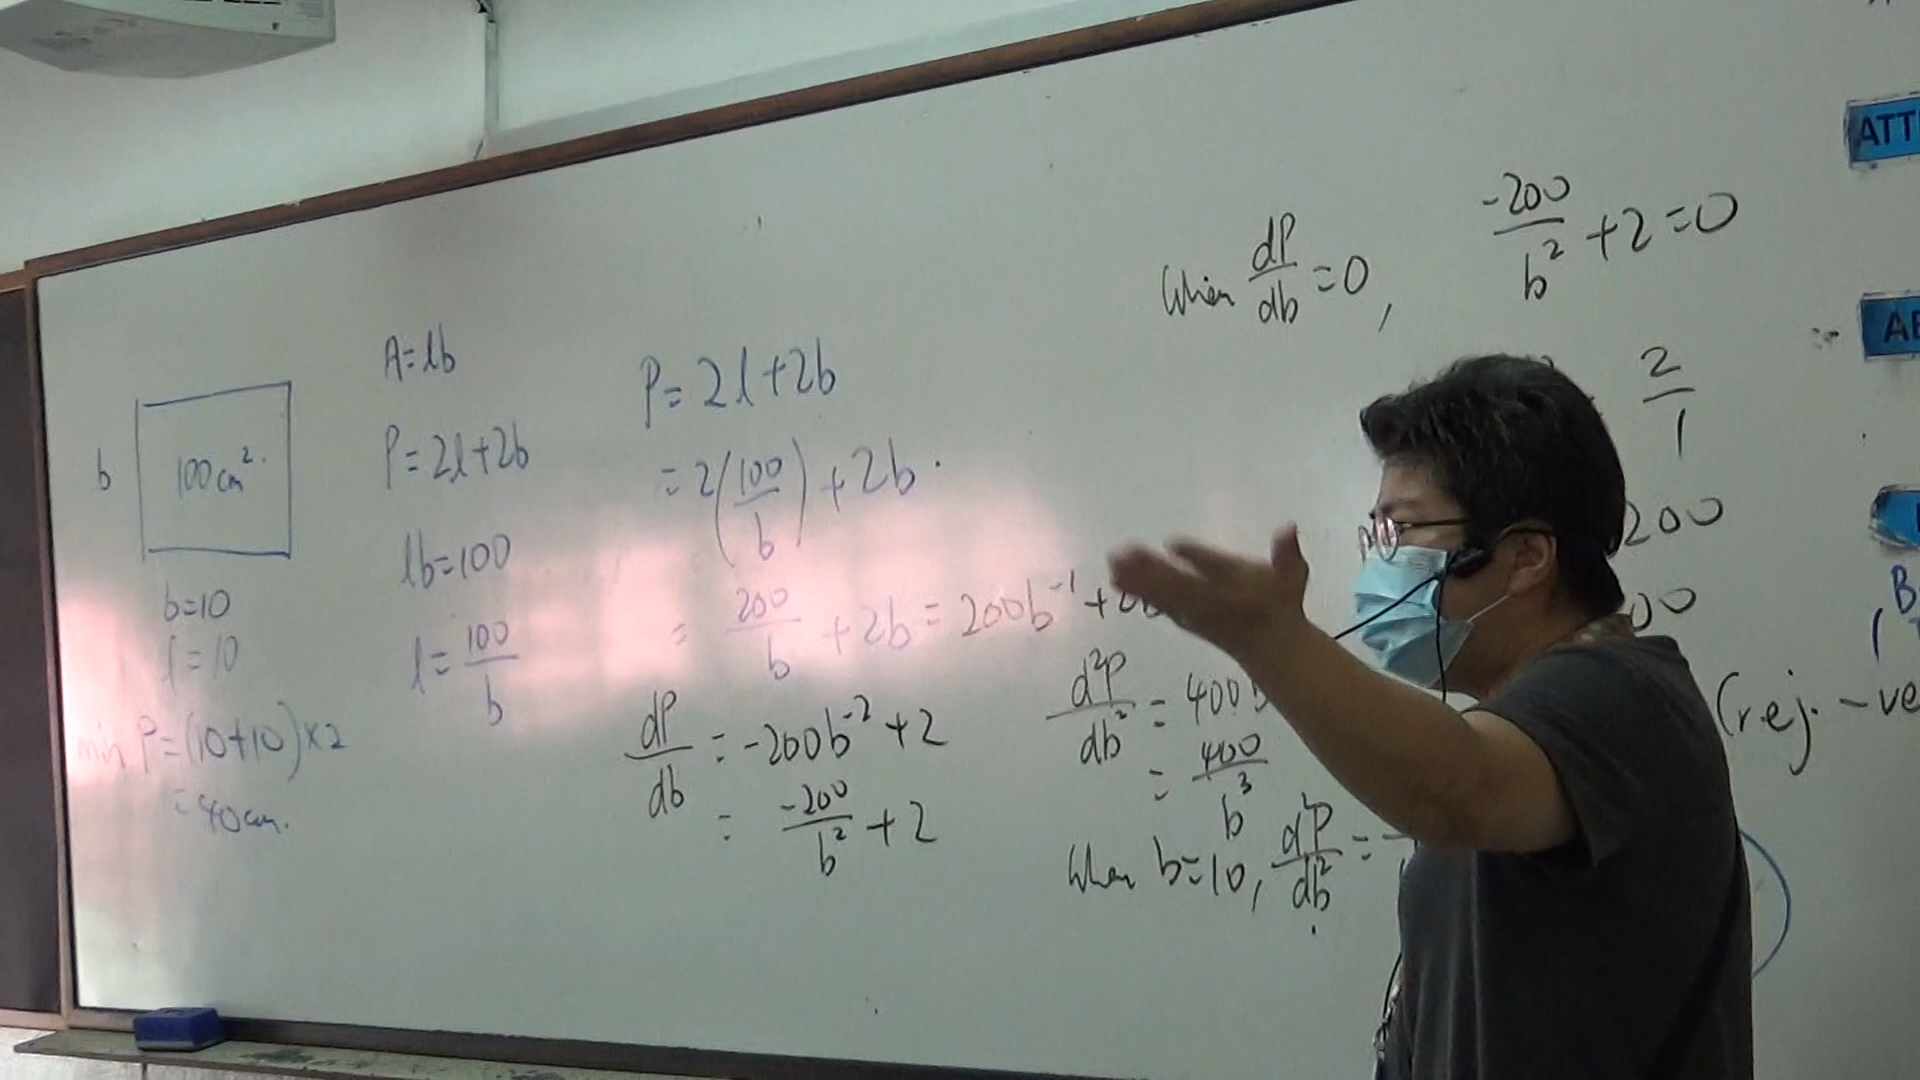 b
100cm²
b=10
l=10
min P=(10+10)×2
=40cm.
A=lb
P=2l+2b
lb=100
l=100/b
P=2l+2b
=2(100/b)+2b
=200/b+2b=200b⁻¹+
dP/db=-200b⁻²+2
=-200/b²+2
When dP/db=0, -200/b²+2=0
2/1
200
00
(rej. -ve
d²P/db²=400
=400/b³
When b=10, d²P/db²=
ATT